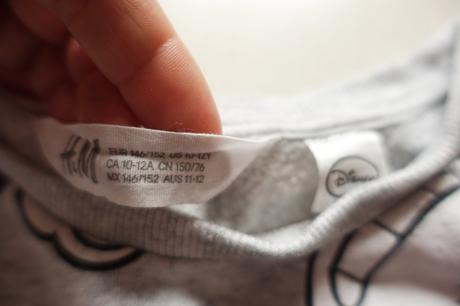 H&M
EUR 146/152 US 10-12Y
CA 10-12A CN 150/76
MX 146/152 AUS 11-12
Disney